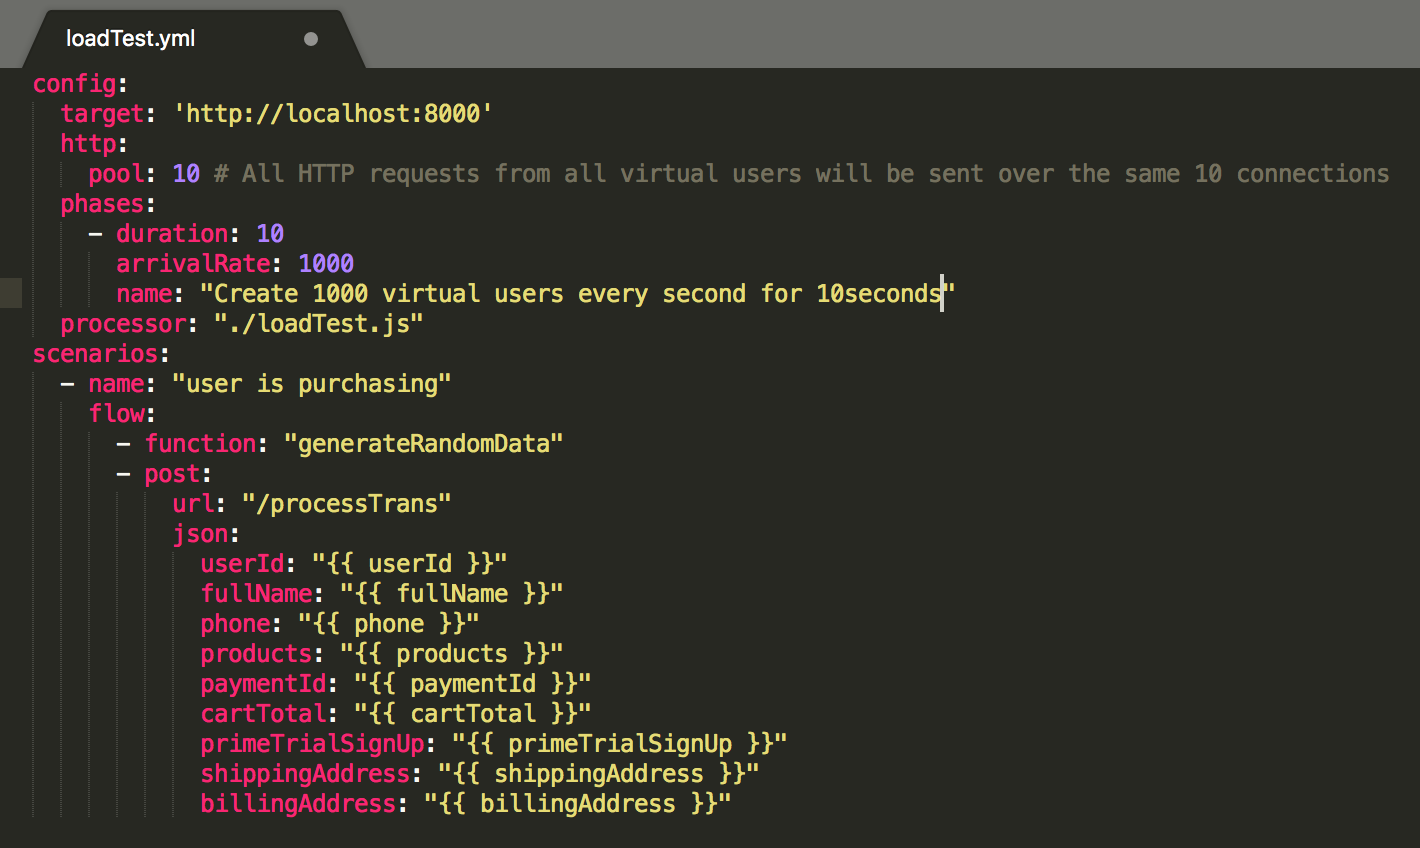 loadTest.yml
config:
  target: 'http://localhost:8000'
  http:
    pool: 10 # All HTTP requests from all virtual users will be sent over the same 10 connections
  phases:
    - duration: 10
      arrivalRate: 1000
      name: "Create 1000 virtual users every second for 10seconds"
  processor: "./loadTest.js"
scenarios:
  - name: "user is purchasing"
    flow:
      - function: "generateRandomData"
      - post:
          url: "/processTrans"
          json:
            userId: "{{ userId }}"
            fullName: "{{ fullName }}"
            phone: "{{ phone }}"
            products: "{{ products }}"
            paymentId: "{{ paymentId }}"
            cartTotal: "{{ cartTotal }}"
            primeTrialSignUp: "{{ primeTrialSignUp }}"
            shippingAddress: "{{ shippingAddress }}"
            billingAddress: "{{ billingAddress }}"